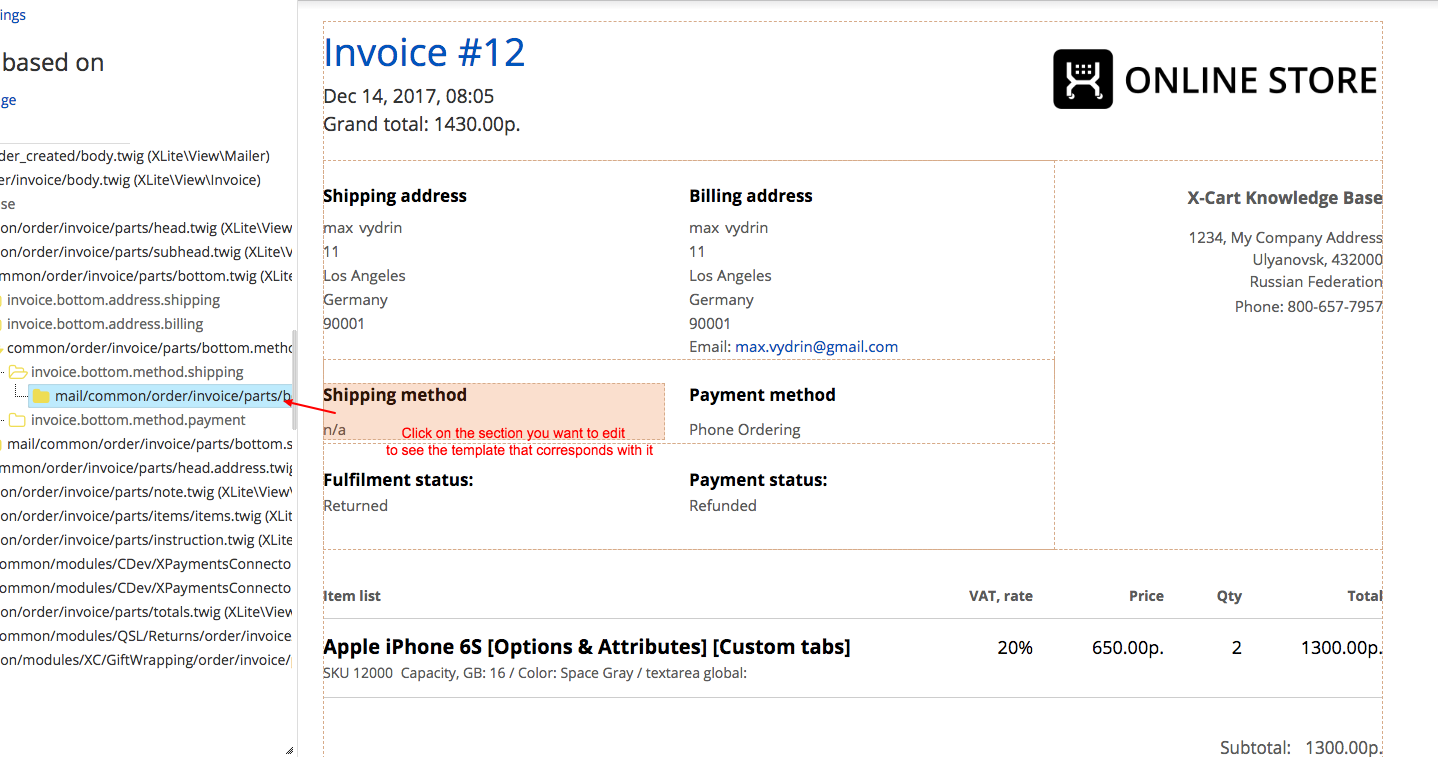 ings
based on
ge
der_created/body.twig (XLite\View\Mailer)
er/invoice/body.twig (XLite\View\Invoice)
se
on/order/invoice/parts/head.twig (XLite\View
on/order/invoice/parts/subhead.twig (XLite\V
mmon/order/invoice/parts/bottom.twig (XLite
invoice.bottom.address.shipping
invoice.bottom.address.billing
common/order/invoice/parts/bottom.metho
invoice.bottom.method.shipping
mail/common/order/invoice/parts/b
invoice.bottom.method.payment
mail/common/order/invoice/parts/bottom.s
mmon/order/invoice/parts/head.address.twig
on/order/invoice/parts/note.twig (XLite\View\
on/order/invoice/parts/items/items.twig (XLit
on/order/invoice/parts/instruction.twig (XLite
ommon/modules/CDev/XPaymentsConnecto
ommon/modules/CDev/XPaymentsConnecto
on/order/invoice/parts/totals.twig (XLite\View
ommon/modules/QSL/Returns/order/invoice
on/modules/XC/GiftWrapping/order/invoice/
Invoice #12
Dec 14, 2017, 08:05
Grand total: 1430.00р.
ONLINE STORE
Shipping address
max vydrin
11
Los Angeles
Germany
90001
Billing address
max vydrin
11
Los Angeles
Germany
90001
Email: max.vydrin@gmail.com
X-Cart Knowledge Base
1234, My Company Address
Ulyanovsk, 432000
Russian Federation
Phone: 800-657-7957
Shipping method
n/a
Click on the section you want to edit
to see the template that corresponds with it
Payment method
Phone Ordering
Fulfilment status:
Returned
Payment status:
Refunded
Item list VAT, rate Price Qty Total
Apple iPhone 6S [Options & Attributes] [Custom tabs] 20% 650.00р. 2 1300.00р.
SKU 12000 Capacity, GB: 16 / Color: Space Gray / textarea global:
Subtotal: 1300.00р.